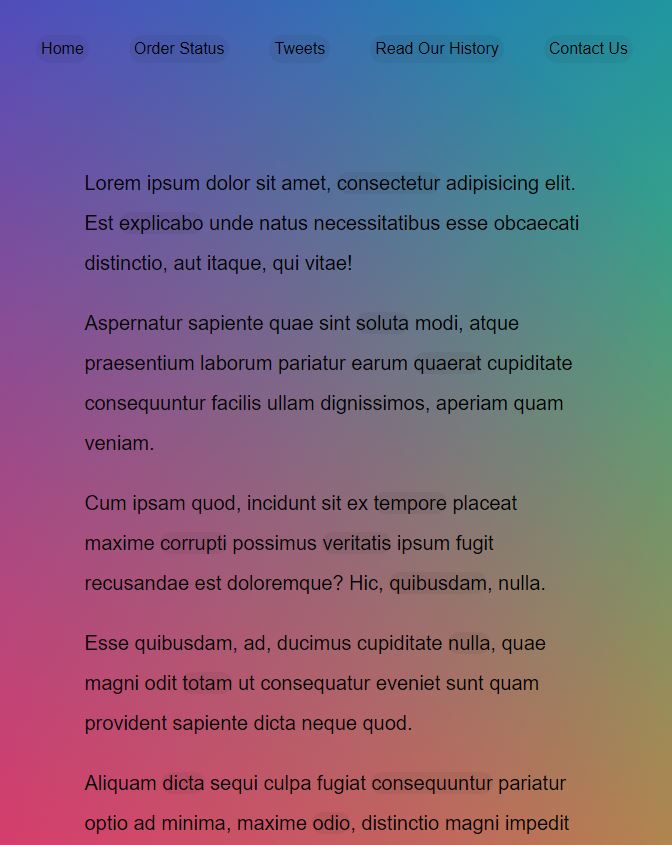 Home Order Status Tweets Read Our History Contact Us
Lorem ipsum dolor sit amet, consectetur adipisicing elit.
Est explicabo unde natus necessitatibus esse obcaecati
distinctio, aut itaque, qui vitae!
Aspernatur sapiente quae sint soluta modi, atque
praesentium laborum pariatur earum quaerat cupiditate
consequuntur facilis ullam dignissimos, aperiam quam
veniam.
Cum ipsam quod, incidunt sit ex tempore placeat
maxime corrupti possimus veritatis ipsum fugit
recusandae est doloremque? Hic, quibusdam, nulla.
Esse quibusdam, ad, ducimus cupiditate nulla, quae
magni odit totam ut consequatur eveniet sunt quam
provident sapiente dicta neque quod.
Aliquam dicta sequi culpa fugiat consequuntur pariatur
optio ad minima, maxime odio, distinctio magni impedit